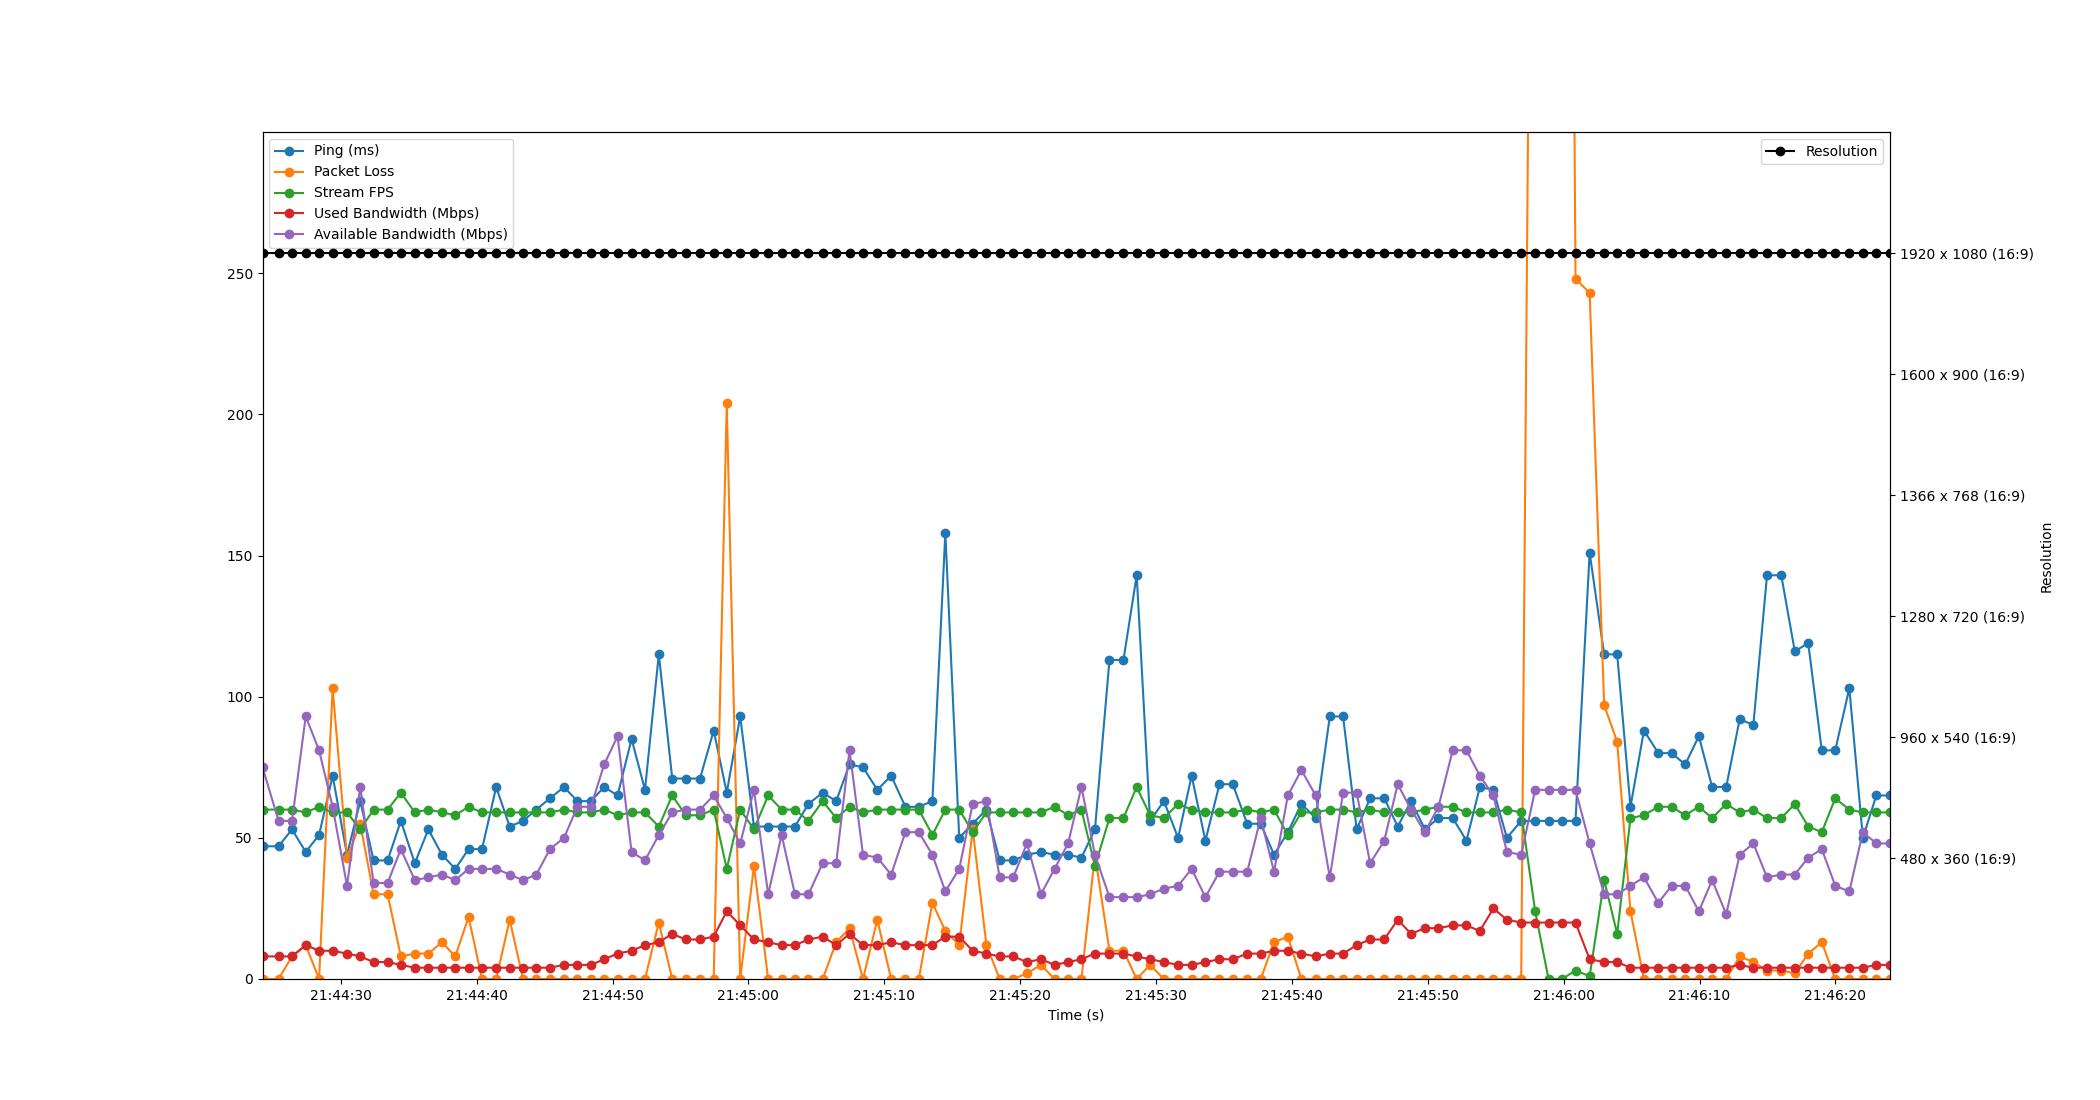 Ping (ms)
Packet Loss
Stream FPS
Used Bandwidth (Mbps)
Available Bandwidth (Mbps)
Resolution
250
200
150
100
50
0
1920 x 1080 (16:9)
1600 x 900 (16:9)
1366 x 768 (16:9)
1280 x 720 (16:9)
960 x 540 (16:9)
480 x 360 (16:9)
Resolution
21:44:30 21:44:40 21:44:50 21:45:00 21:45:10 21:45:20 21:45:30 21:45:40 21:45:50 21:46:00 21:46:10 21:46:20
Time (s)